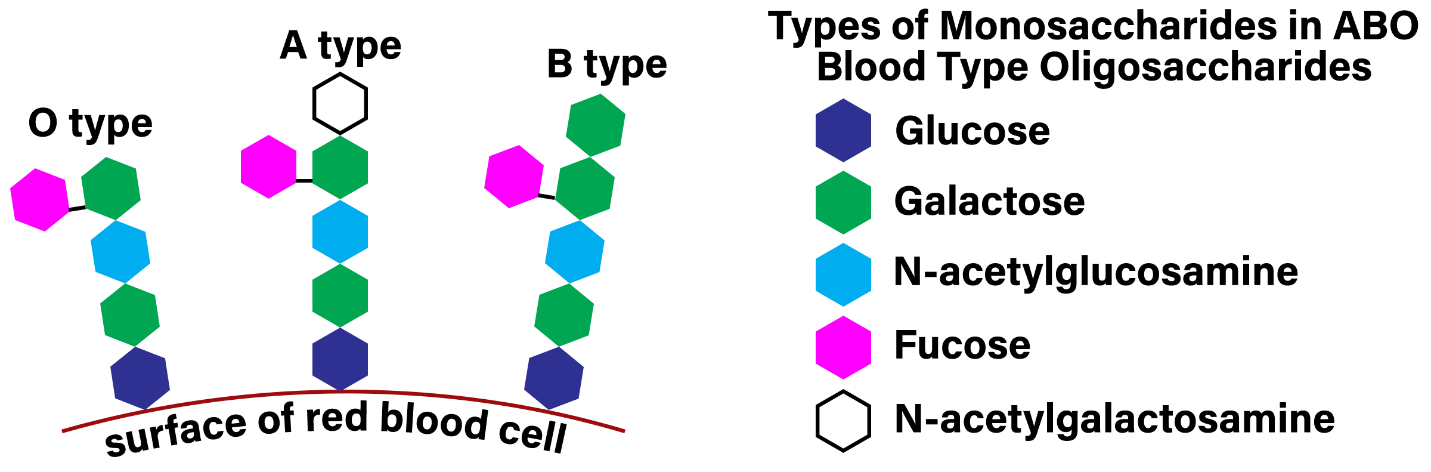 O type
A type
B type
surface of red blood cell
Types of Monosaccharides in ABO
Blood Type Oligosaccharides
Glucose
Galactose
N-acetylglucosamine
Fucose
N-acetylgalactosamine